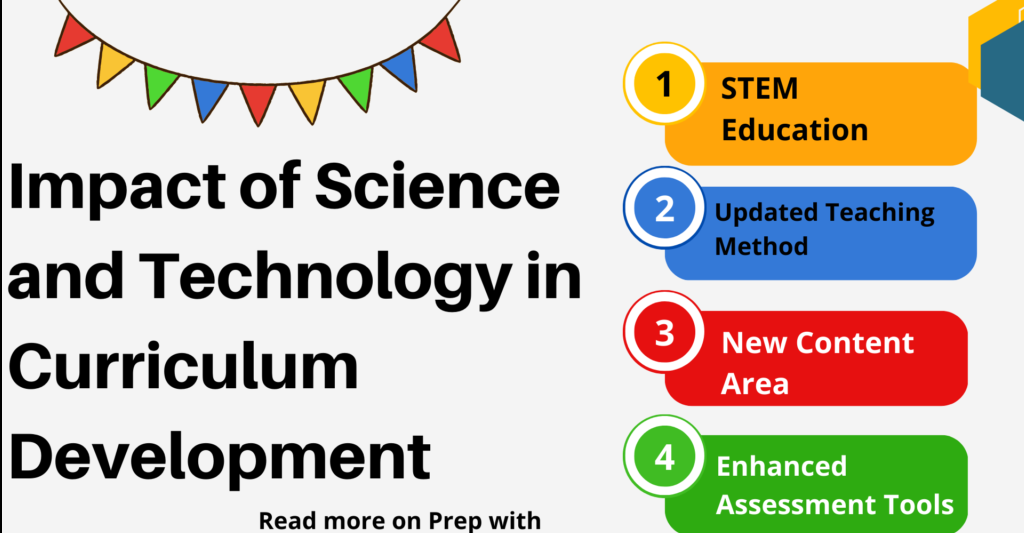 Impact of Science
and Technology in
Curriculum
Development
Read more on Prep with
1
STEM
Education
2
Updated Teaching
Method
3
New Content
Area
4
Enhanced
Assessment Tools